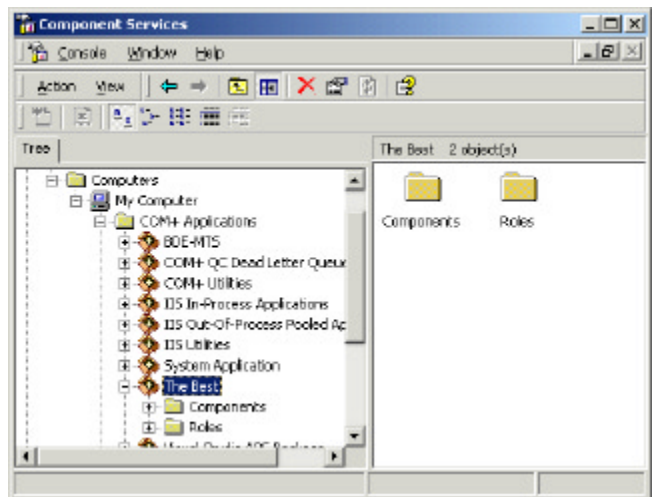 Component Services
Console Window Help
Action View
Tree
The Best 2 object(s)
Computers
My Computer
COM+ Applications
BDE-MTS
COM+ QC Dead Letter Queue
COM+ Utilities
IIS In-Process Applications
IIS Out-Of-Process Pooled Ap
IIS Utilities
System Application
The Best
Components
Roles
Components
Roles